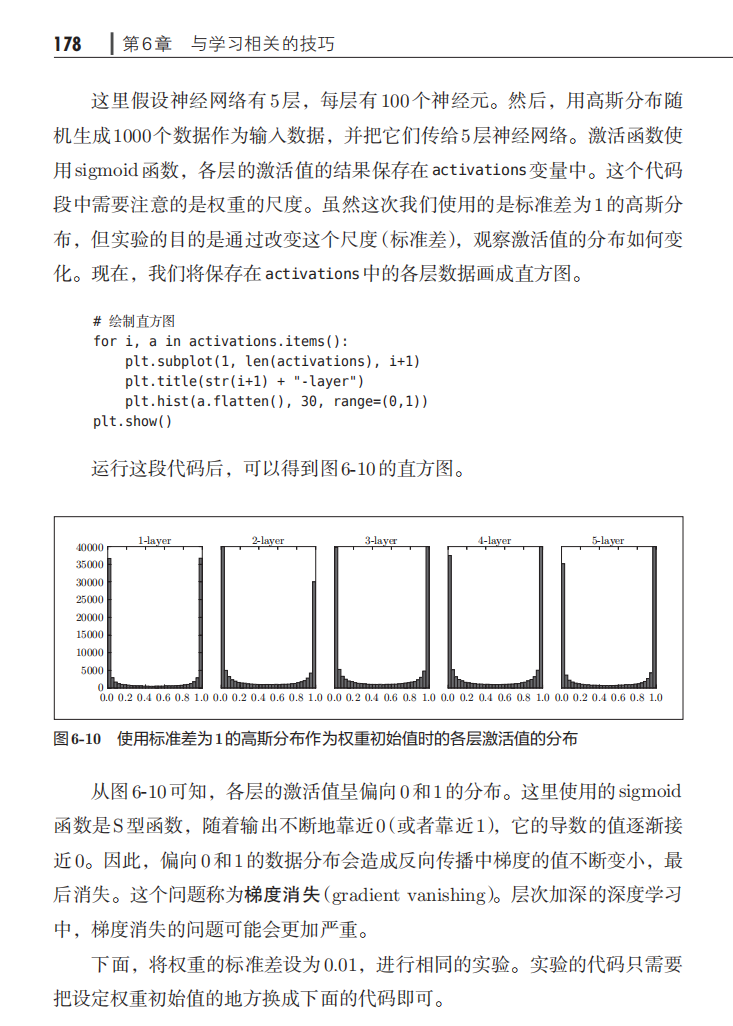 178 第6章 与学习相关的技巧
这里假设神经网络有5层，每层有100个神经元。然后，用高斯分布随
机生成1000个数据作为输入数据，并把它们传给5层神经网络。激活函数使
用sigmoid函数，各层的激活值的结果保存在activations变量中。这个代码
段中需要注意的是权重的尺度。虽然这次我们使用的是标准差为1的高斯分
布，但实验的目的是通过改变这个尺度（标准差），观察激活值的分布如何变
化。现在，我们将保存在activations中的各层数据画成直方图。
# 绘制直方图
for i, a in activations.items():
    plt.subplot(1, len(activations), i+1)
    plt.title(str(i+1) + "-layer")
    plt.hist(a.flatten(), 30, range=(0,1))
plt.show()
运行这段代码后，可以得到图6-10的直方图。
1-layer 2-layer 3-layer 4-layer 5-layer
40000
35000
30000
25000
20000
15000
10000
5000
0
0.0 0.2 0.4 0.6 0.8 1.0 0.0 0.2 0.4 0.6 0.8 1.0 0.0 0.2 0.4 0.6 0.8 1.0 0.0 0.2 0.4 0.6 0.8 1.0 0.0 0.2 0.4 0.6 0.8 1.0
图6-10 使用标准差为1的高斯分布作为权重初始值时的各层激活值的分布
从图6-10可知，各层的激活值呈偏向0和1的分布。这里使用的sigmoid
函数是S型函数，随着输出不断地靠近0（或者靠近1），它的导数的值逐渐接
近0。因此，偏向0和1的数据分布会造成反向传播中梯度的值不断变小，最
后消失。这个问题称为梯度消失（gradient vanishing）。层次加深的深度学习
中，梯度消失的问题可能会更加严重。
下面，将权重的标准差设为0.01，进行相同的实验。实验的代码只需要
把设定权重初始值的地方换成下面的代码即可。